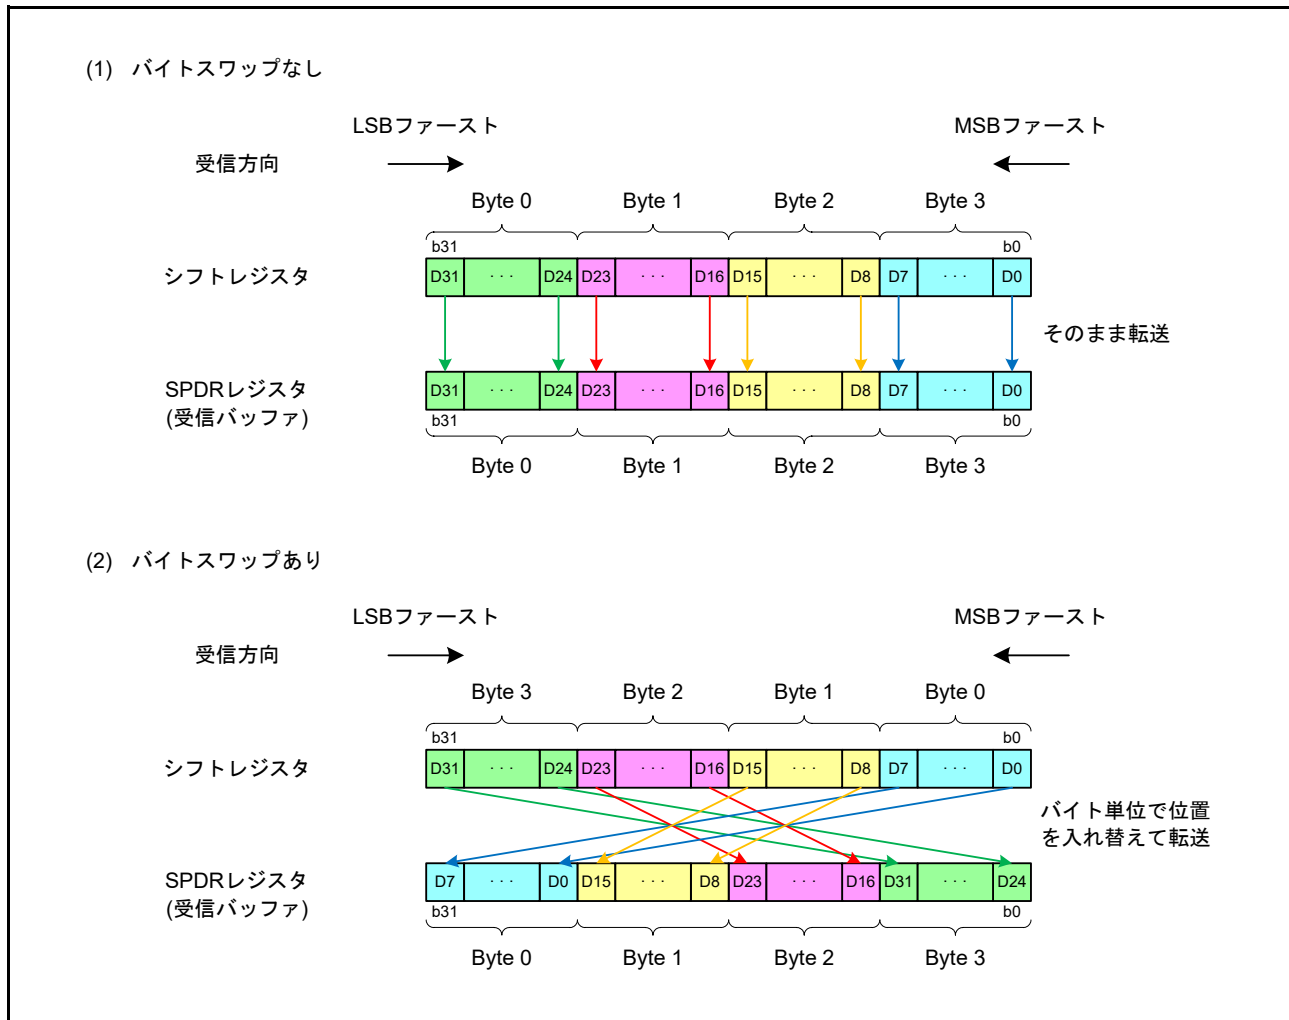 (1) バイトスワップなし
LSBファースト MSBファースト
受信方向
Byte 0 Byte 1 Byte 2 Byte 3
b31 b0
シフトレジスタ D31 ··· D24 D23 ··· D16 D15 ··· D8 D7 ··· D0
そのまま転送
SPDRレジスタ D31 ··· D24 D23 ··· D16 D15 ··· D8 D7 ··· D0
(受信バッファ) b31 b0
Byte 0 Byte 1 Byte 2 Byte 3
(2) バイトスワップあり
LSBファースト MSBファースト
受信方向
Byte 3 Byte 2 Byte 1 Byte 0
b31 b0
シフトレジスタ D31 ··· D24 D23 ··· D16 D15 ··· D8 D7 ··· D0
バイト単位で位置
を入れ替えて転送
SPDRレジスタ D7 ··· D0 D15 ··· D8 D23 ··· D16 D31 ··· D24
(受信バッファ) b31 b0
Byte 0 Byte 1 Byte 2 Byte 3